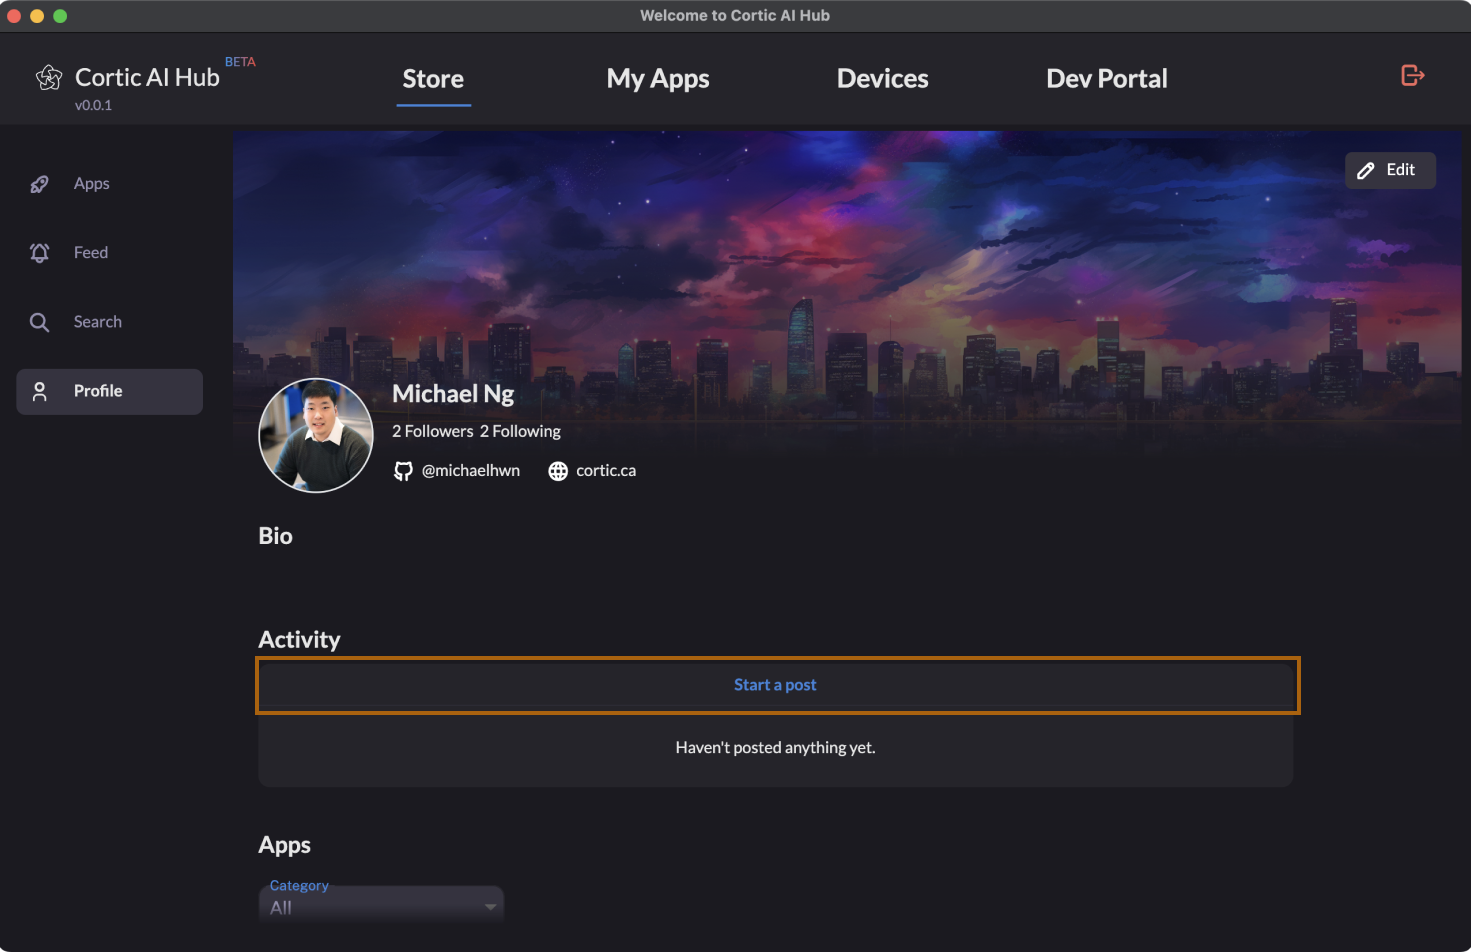 Welcome to Cortic AI Hub
Cortic AI Hub BETA
v0.0.1
Store
My Apps
Devices
Dev Portal
Apps
Feed
Search
Profile
Edit
Michael Ng
2 Followers 2 Following
@michaelhwn cortic.ca
Bio
Activity
Start a post
Haven't posted anything yet.
Apps
Category
All